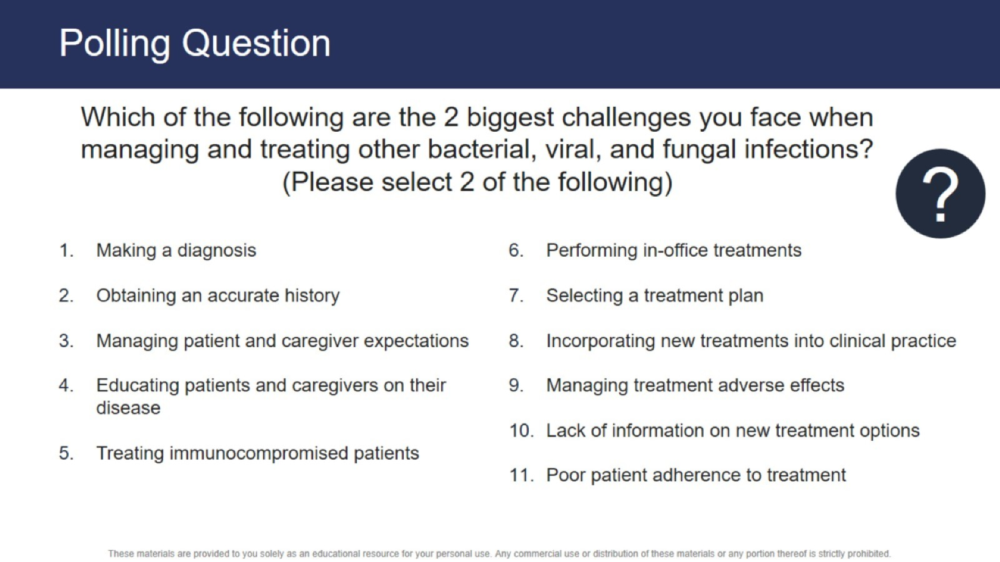 Polling Question
Which of the following are the 2 biggest challenges you face when
managing and treating other bacterial, viral, and fungal infections?
(Please select 2 of the following)
?
1. Making a diagnosis
2. Obtaining an accurate history
3. Managing patient and caregiver expectations
4. Educating patients and caregivers on their
disease
5. Treating immunocompromised patients
6. Performing in-office treatments
7. Selecting a treatment plan
8. Incorporating new treatments into clinical practice
9. Managing treatment adverse effects
10. Lack of information on new treatment options
11. Poor patient adherence to treatment
These materials are provided to you solely as an educational resource for your personal use. Any commercial use or distribution of these materials or any portion thereof is strictly prohibited.